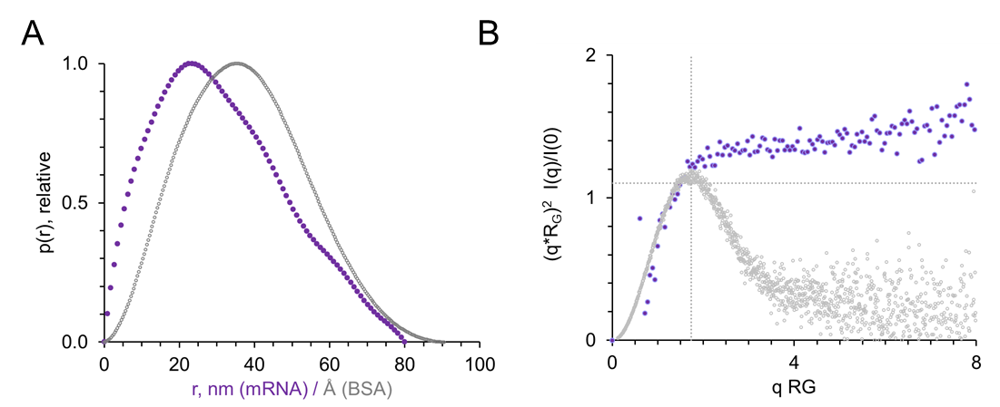 A
p(r), relative
1.0
0.5
0.0
0 20 40 60 80 100
r, nm (mRNA) / Å (BSA)
B
(q*RG)² I(q)/I(0)
2
1
0
0 4 8
q RG